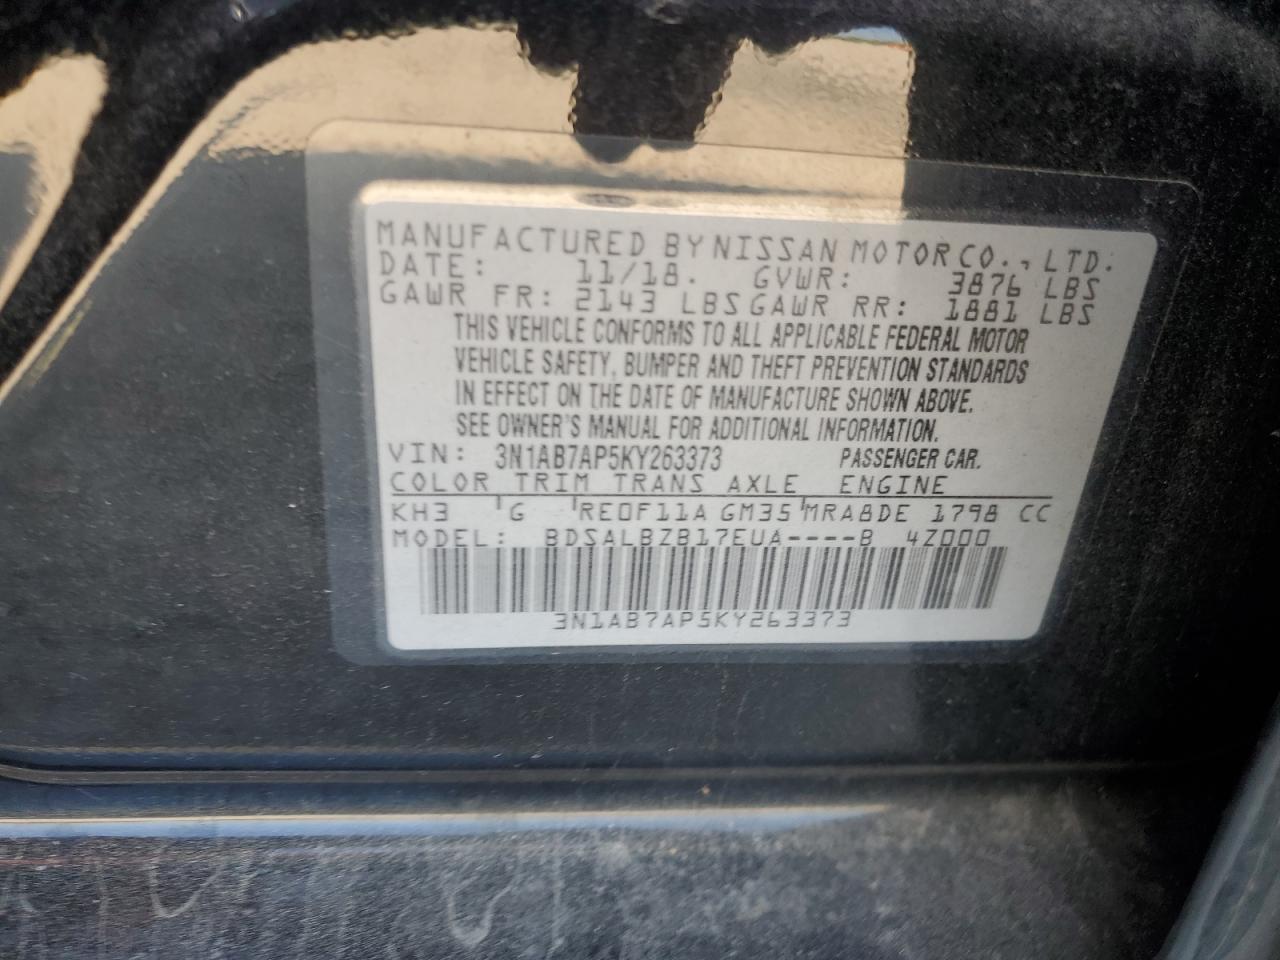 MANUFACTURED BY NISSAN MOTOR CO., LTD.
DATE: 11/18. GVWR: 3876 LBS
GAWR FR: 2143 LBS GAWR RR: 1881 LBS
THIS VEHICLE CONFORMS TO ALL APPLICABLE FEDERAL MOTOR
VEHICLE SAFETY, BUMPER AND THEFT PREVENTION STANDARDS
IN EFFECT ON THE DATE OF MANUFACTURE SHOWN ABOVE.
SEE OWNER'S MANUAL FOR ADDITIONAL INFORMATION.
VIN: 3N1AB7AP5KY263373 PASSENGER CAR.
COLOR TRIM TRANS AXLE ENGINE
KH3 G RE0F11A GM35 MRA8DE 1798 CC
MODEL: BDSALBZB17EUA----B 4Z000
3N1AB7AP5KY263373